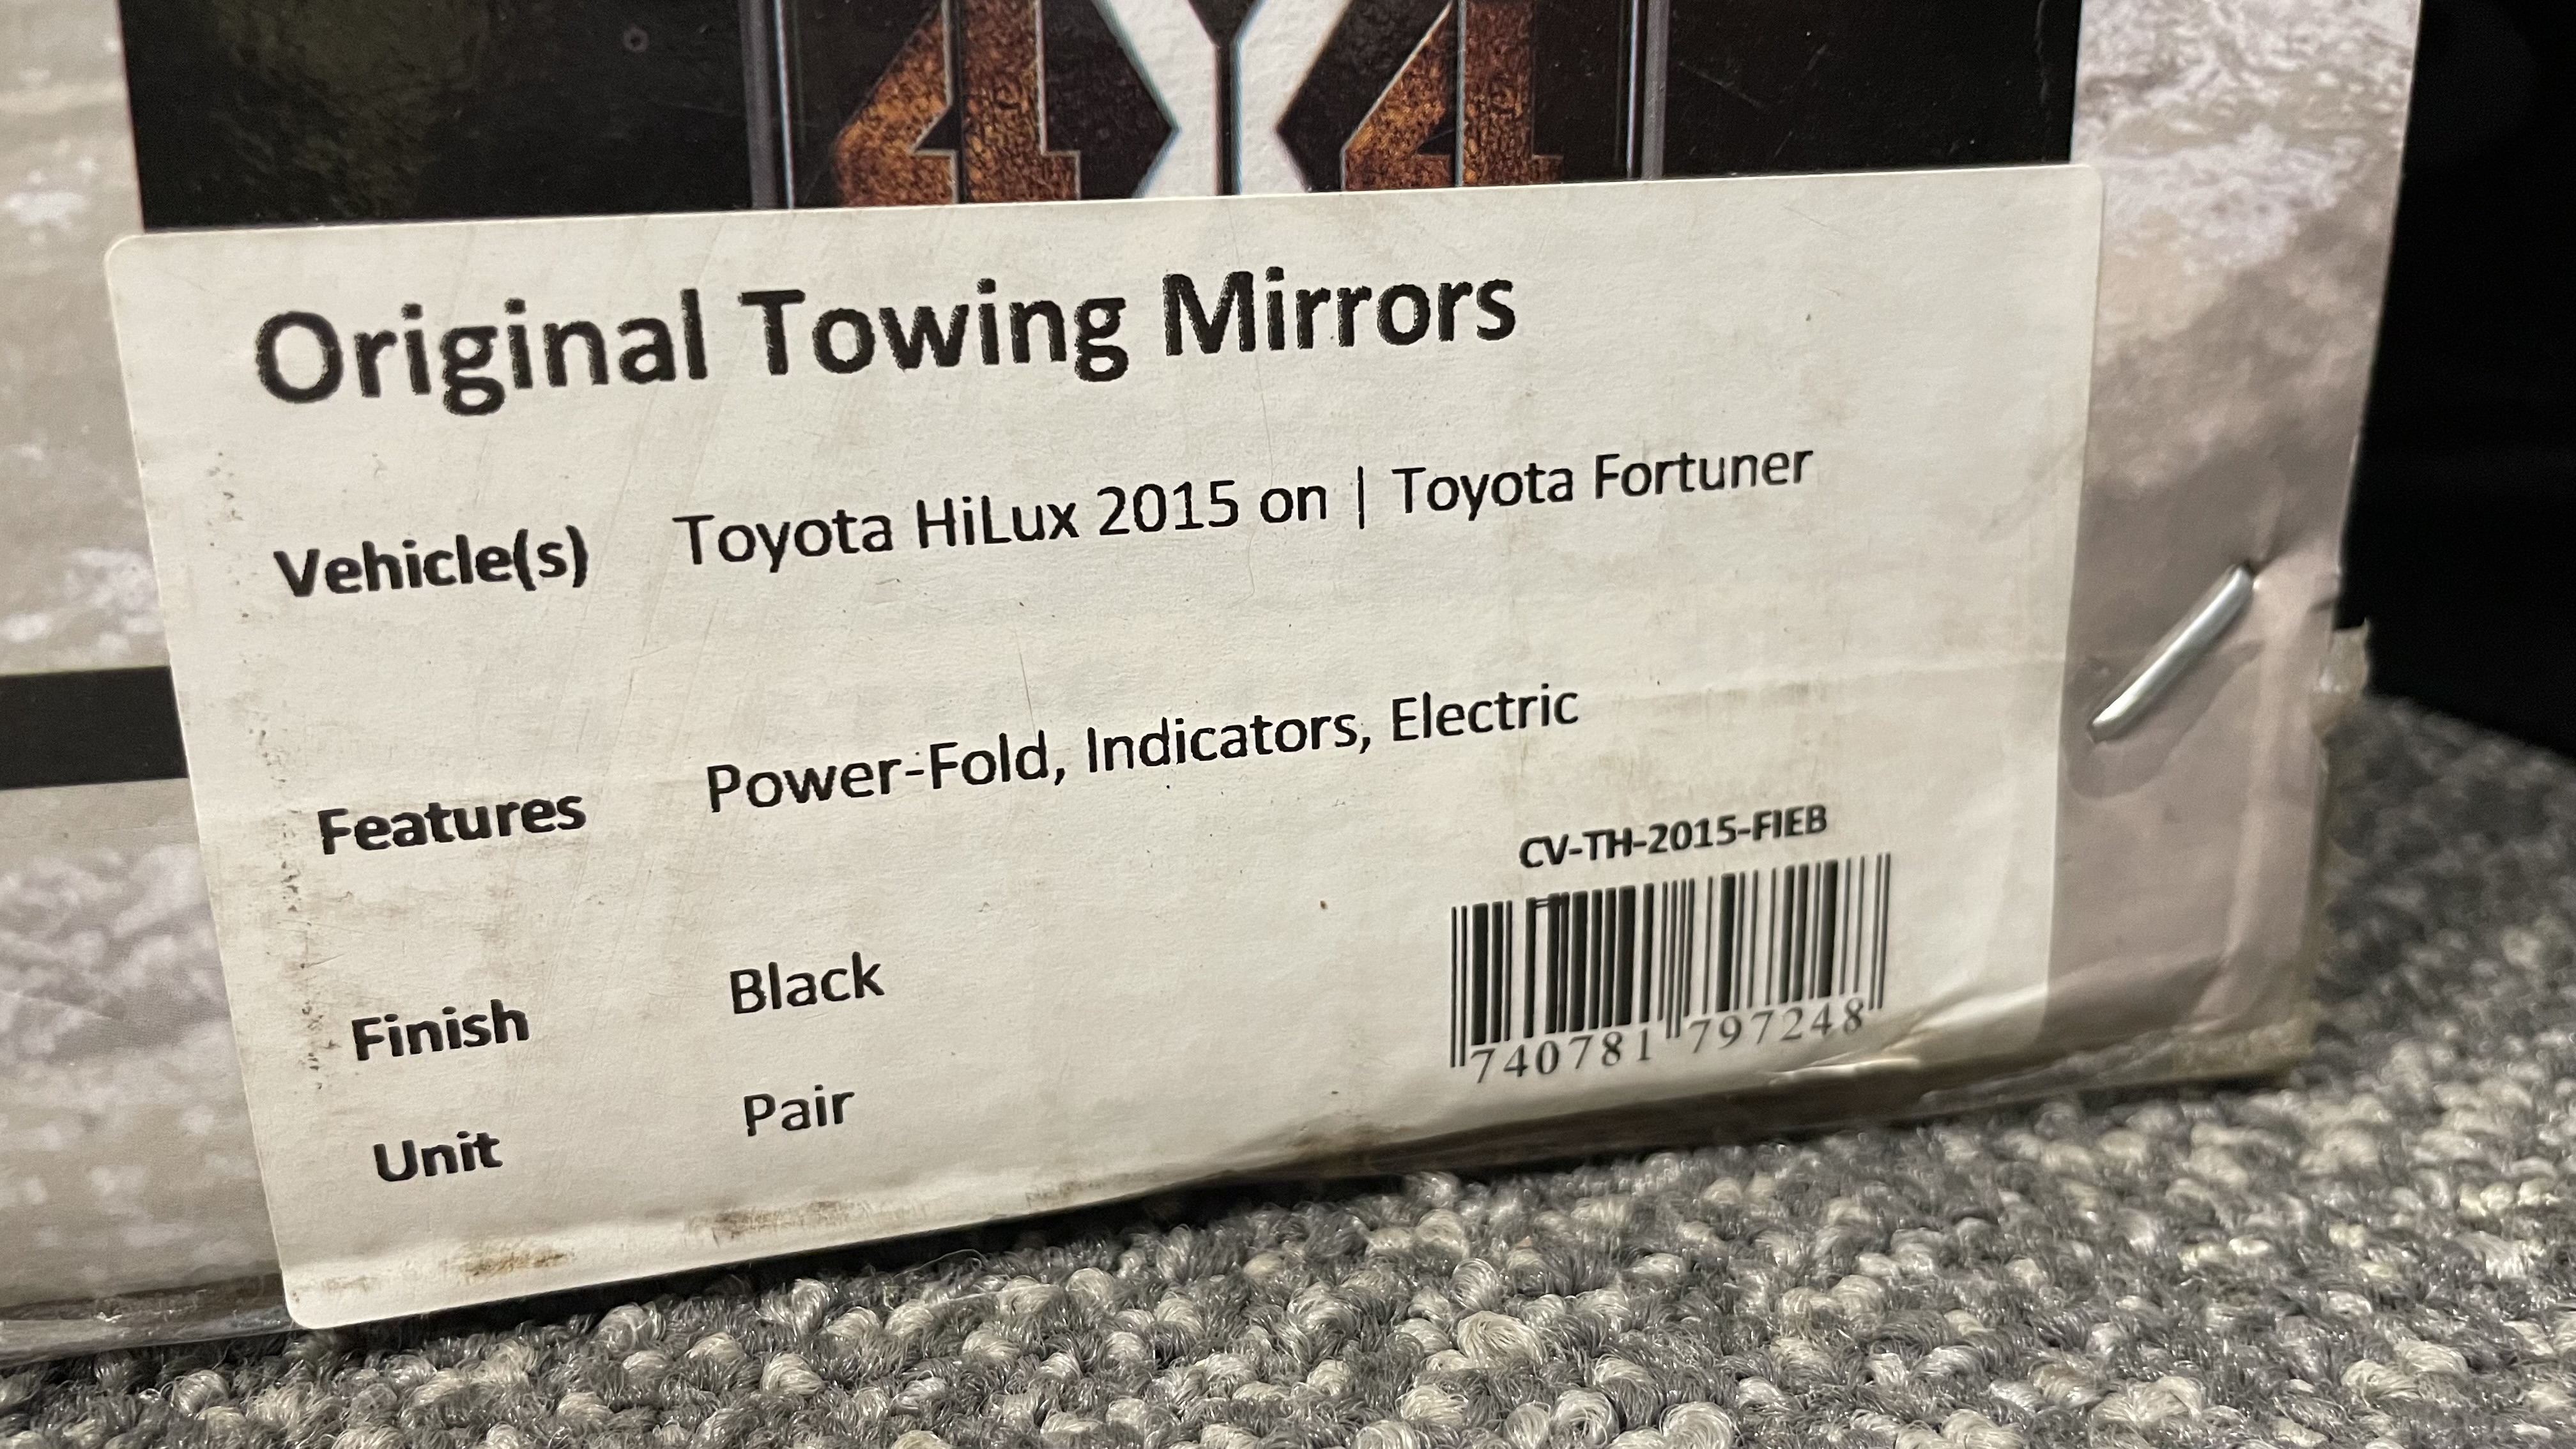 4X4
Original Towing Mirrors
Vehicle(s) Toyota HiLux 2015 on | Toyota Fortuner
Features Power-Fold, Indicators, Electric
CV-TH-2015-FIEB
Finish Black
740781 797248
Unit Pair